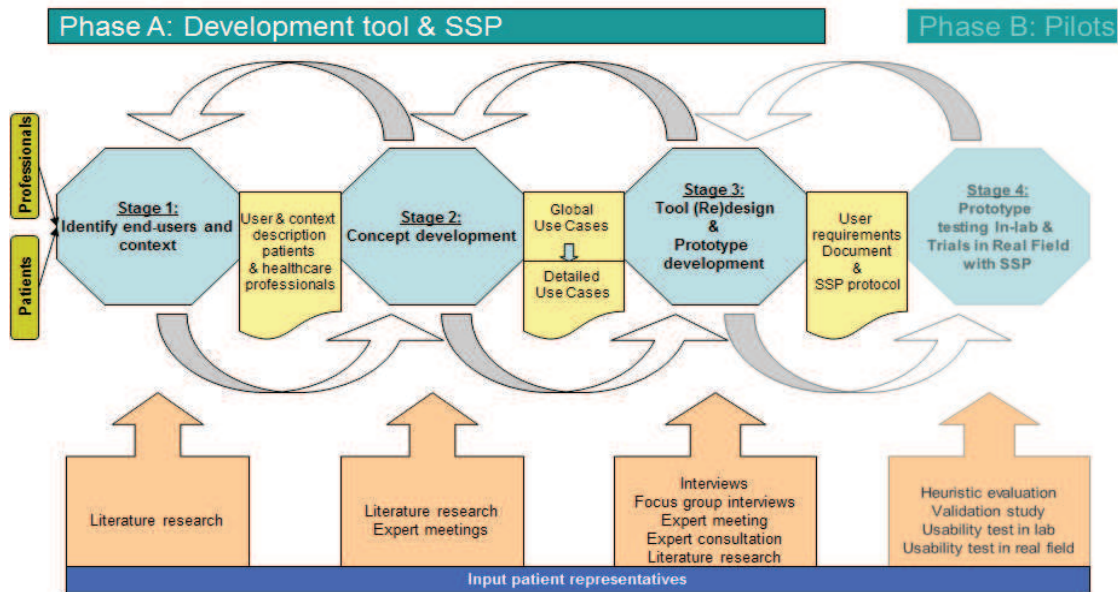 Phase A: Development tool & SSP
Phase B: Pilots
Professionals
Patients
Stage 1:
Identify end-users and
context
User & context
description
patients
& healthcare
professionals
Stage 2:
Concept development
Global
Use Cases
Detailed
Use Cases
Stage 3:
Tool (Re)design
&
Prototype
development
User
requirements
Document
&
SSP protocol
Stage 4:
Prototype
testing In-lab &
Trials in Real Field
with SSP
Literature research
Literature research
Expert meetings
Interviews
Focus group interviews
Expert meeting
Expert consultation
Literature research
Heuristic evaluation
Validation study
Usability test in lab
Usability test in real field
Input patient representatives